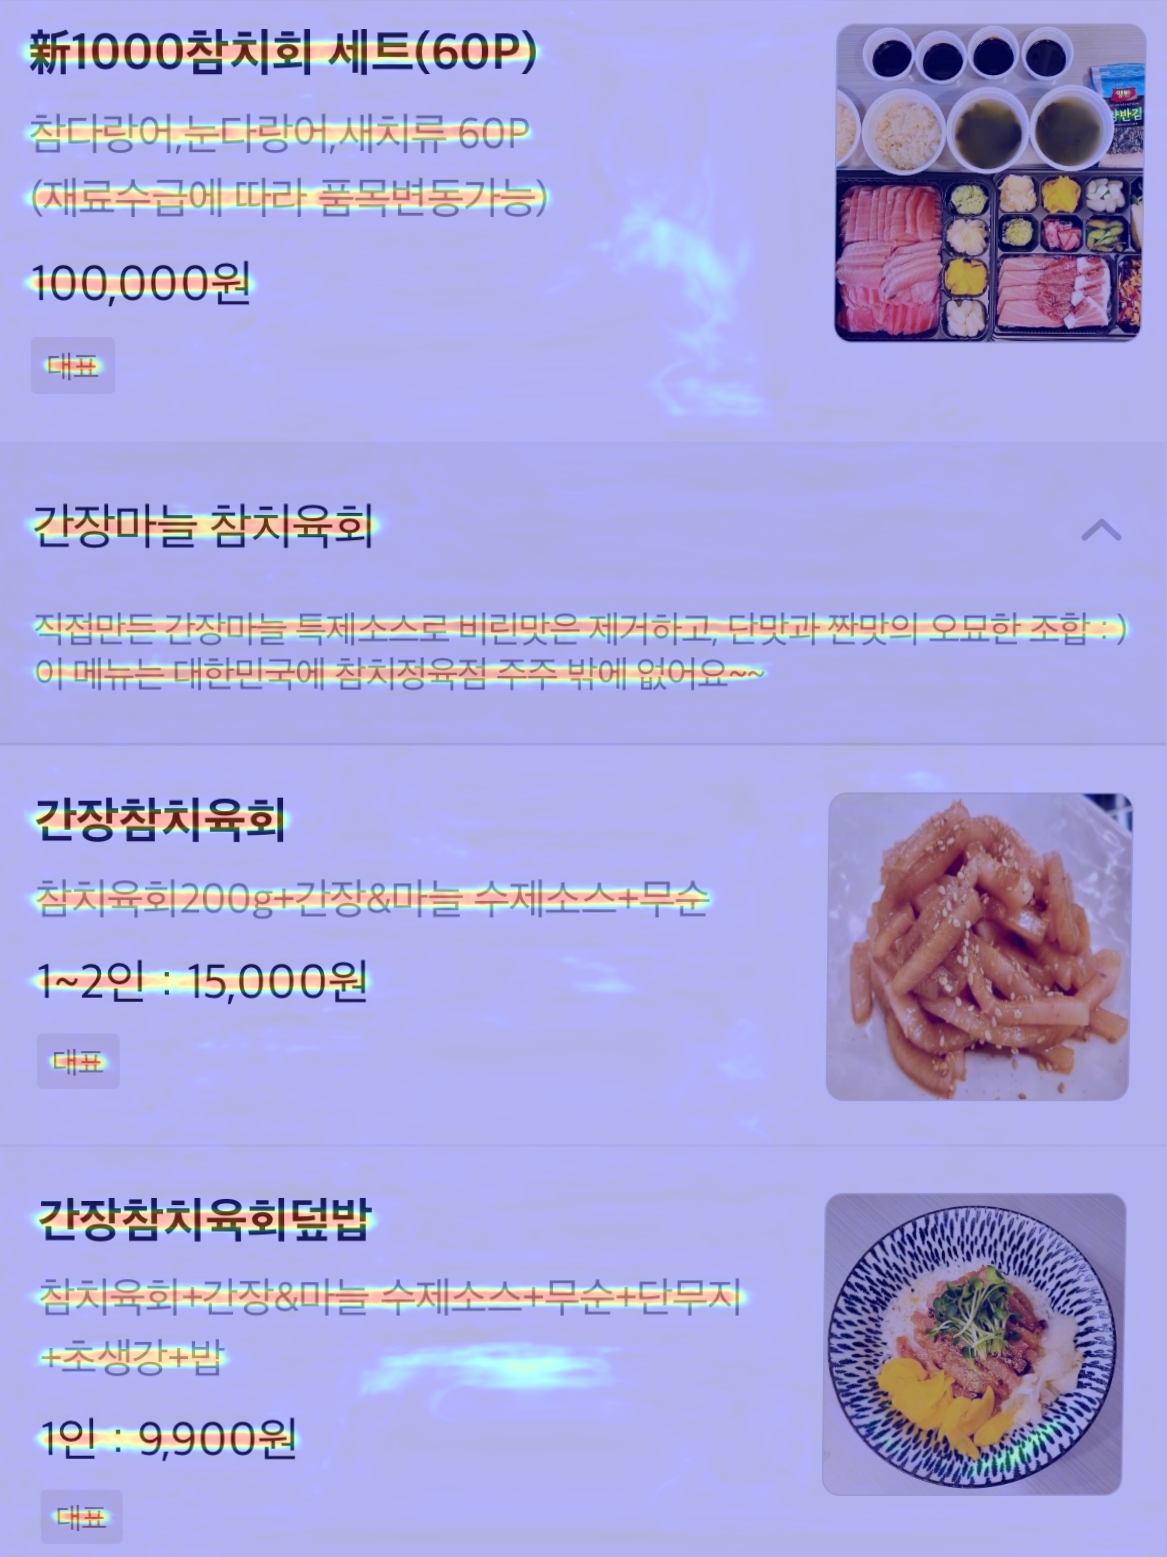 新1000참치회 세트(60P)
참다랑어,눈다랑어,새치류 60P
(재료수급에 따라 품목변동가능)
100,000원
대표
양반김
간장마늘 참치육회
직접만든 간장마늘 특제소스로 비린맛은 제거하고, 단맛과 짠맛의 오묘한 조합 : )
이 메뉴는 대한민국에 참치정육점 주주 밖에 없어요~~
간장참치육회
참치육회200g+간장&마늘 수제소스+무순
1~2인 : 15,000원
대표
간장참치육회덮밥
참치육회+간장&마늘 수제소스+무순+단무지
+초생강+밥
1인 : 9,900원
대표